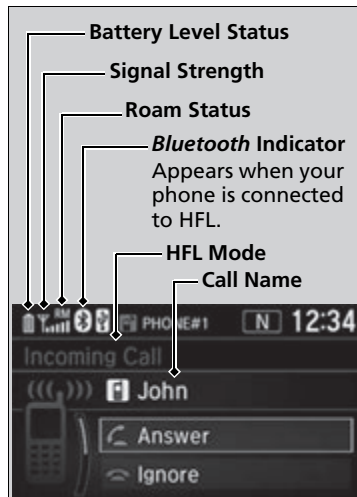 Battery Level Status
Signal Strength
Roam Status
Bluetooth Indicator
Appears when your
phone is connected
to HFL.
HFL Mode
Call Name
RM PHONE#1 N 12:34
Incoming Call
John
Answer
Ignore